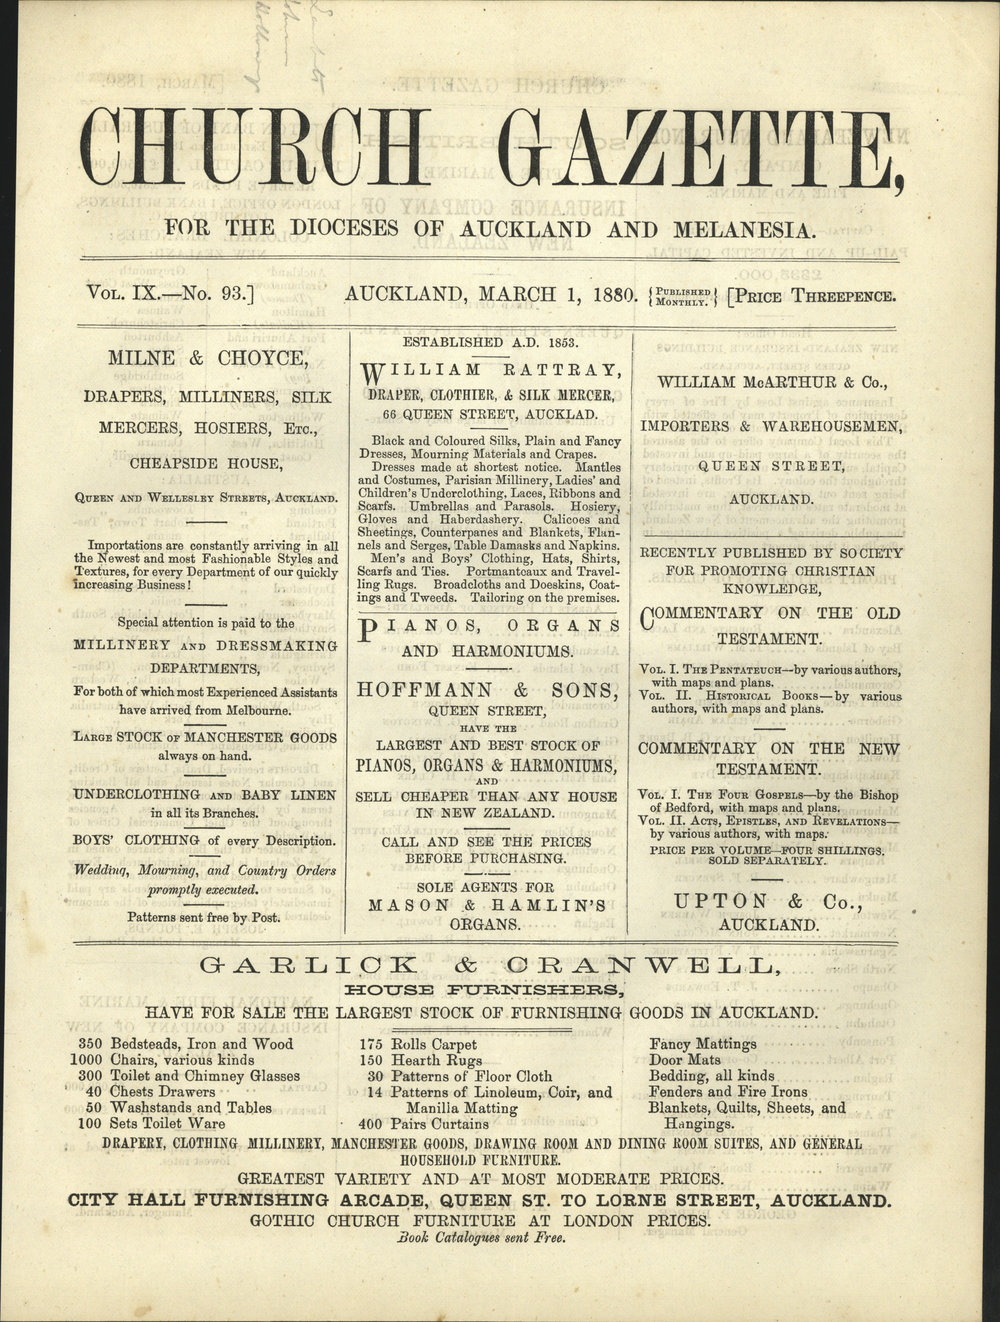 CHURCH GAZETTE,
FOR THE DIOCESES OF AUCKLAND AND MELANESIA.
VOL. IX.—No. 93.]
AUCKLAND, MARCH 1, 1880.
{PUBLISHED MONTHLY.}
[PRICE THREEPENCE.
MILNE & CHOYCE,
DRAPERS, MILLINERS, SILK
MERCERS, HOSIERS, ETC.,
CHEAPSIDE HOUSE,
QUEEN AND WELLESLEY STREETS, AUCKLAND.
Importations are constantly arriving in all
the Newest and most Fashionable Styles and
Textures, for every Department of our quickly
increasing Business!
Special attention is paid to the
MILLINERY AND DRESSMAKING
DEPARTMENTS,
For both of which most Experienced Assistants
have arrived from Melbourne.
LARGE STOCK OF MANCHESTER GOODS
always on hand.
UNDERCLOTHING AND BABY LINEN
in all its Branches.
BOYS' CLOTHING of every Description.
Wedding, Mourning, and Country Orders
promptly executed.
Patterns sent free by Post.
ESTABLISHED A.D. 1853.
WILLIAM RATTRAY,
DRAPER, CLOTHIER, & SILK MERCER,
66 QUEEN STREET, AUCKLAD.
Black and Coloured Silks, Plain and Fancy
Dresses, Mourning Materials and Crapes.
Dresses made at shortest notice. Mantles
and Costumes, Parisian Millinery, Ladies' and
Children's Underclothing, Laces, Ribbons and
Scarfs. Umbrellas and Parasols. Hosiery,
Gloves and Haberdashery. Calicoes and
Sheetings, Counterpanes and Blankets, Flan-
nels and Serges, Table Damasks and Napkins.
Men's and Boys' Clothing, Hats, Shirts,
Scarfs and Ties. Portmanteaux and Travel-
ling Rugs. Broadcloths and Doeskins, Coat-
ings and Tweeds. Tailoring on the premises.
PIANOS, ORGANS
AND HARMONIUMS.
HOFFMANN & SONS,
QUEEN STREET,
HAVE THE
LARGEST AND BEST STOCK OF
PIANOS, ORGANS & HARMONIUMS,
AND
SELL CHEAPER THAN ANY HOUSE
IN NEW ZEALAND.
CALL AND SEE THE PRICES
BEFORE PURCHASING.
SOLE AGENTS FOR
MASON & HAMLIN'S
ORGANS.
WILLIAM McARTHUR & Co.,
IMPORTERS & WAREHOUSEMEN,
QUEEN STREET,
AUCKLAND.
RECENTLY PUBLISHED BY SOCIETY
FOR PROMOTING CHRISTIAN
KNOWLEDGE,
COMMENTARY ON THE OLD
TESTAMENT.
VOL. I. THE PENTATEUCH—by various authors,
with maps and plans.
VOL. II. HISTORICAL BOOKS—by various
authors, with maps and plans.
COMMENTARY ON THE NEW
TESTAMENT.
VOL. I. THE FOUR GOSPELS—by the Bishop
of Bedford, with maps and plans.
VOL. II. ACTS, EPISTLES, AND REVELATIONS—
by various authors, with maps.
PRICE PER VOLUME—FOUR SHILLINGS.
SOLD SEPARATELY.
UPTON & Co.,
AUCKLAND.
GARLICK & CRANWELL,
HOUSE FURNISHERS,
HAVE FOR SALE THE LARGEST STOCK OF FURNISHING GOODS IN AUCKLAND.
350 Bedsteads, Iron and Wood
1000 Chairs, various kinds
300 Toilet and Chimney Glasses
40 Chests Drawers
50 Washstands and Tables
100 Sets Toilet Ware
175 Rolls Carpet
150 Hearth Rugs
30 Patterns of Floor Cloth
14 Patterns of Linoleum, Coir, and
Manilla Matting
400 Pairs Curtains
Fancy Mattings
Door Mats
Bedding, all kinds
Fenders and Fire Irons
Blankets, Quilts, Sheets, and
Hangings.
DRAPERY, CLOTHING MILLINERY, MANCHESTER GOODS, DRAWING ROOM AND DINING ROOM SUITES, AND GENERAL
HOUSEHOLD FURNITURE.
GREATEST VARIETY AND AT MOST MODERATE PRICES.
CITY HALL FURNISHING ARCADE, QUEEN ST. TO LORNE STREET, AUCKLAND.
GOTHIC CHURCH FURNITURE AT LONDON PRICES.
Book Catalogues sent Free.